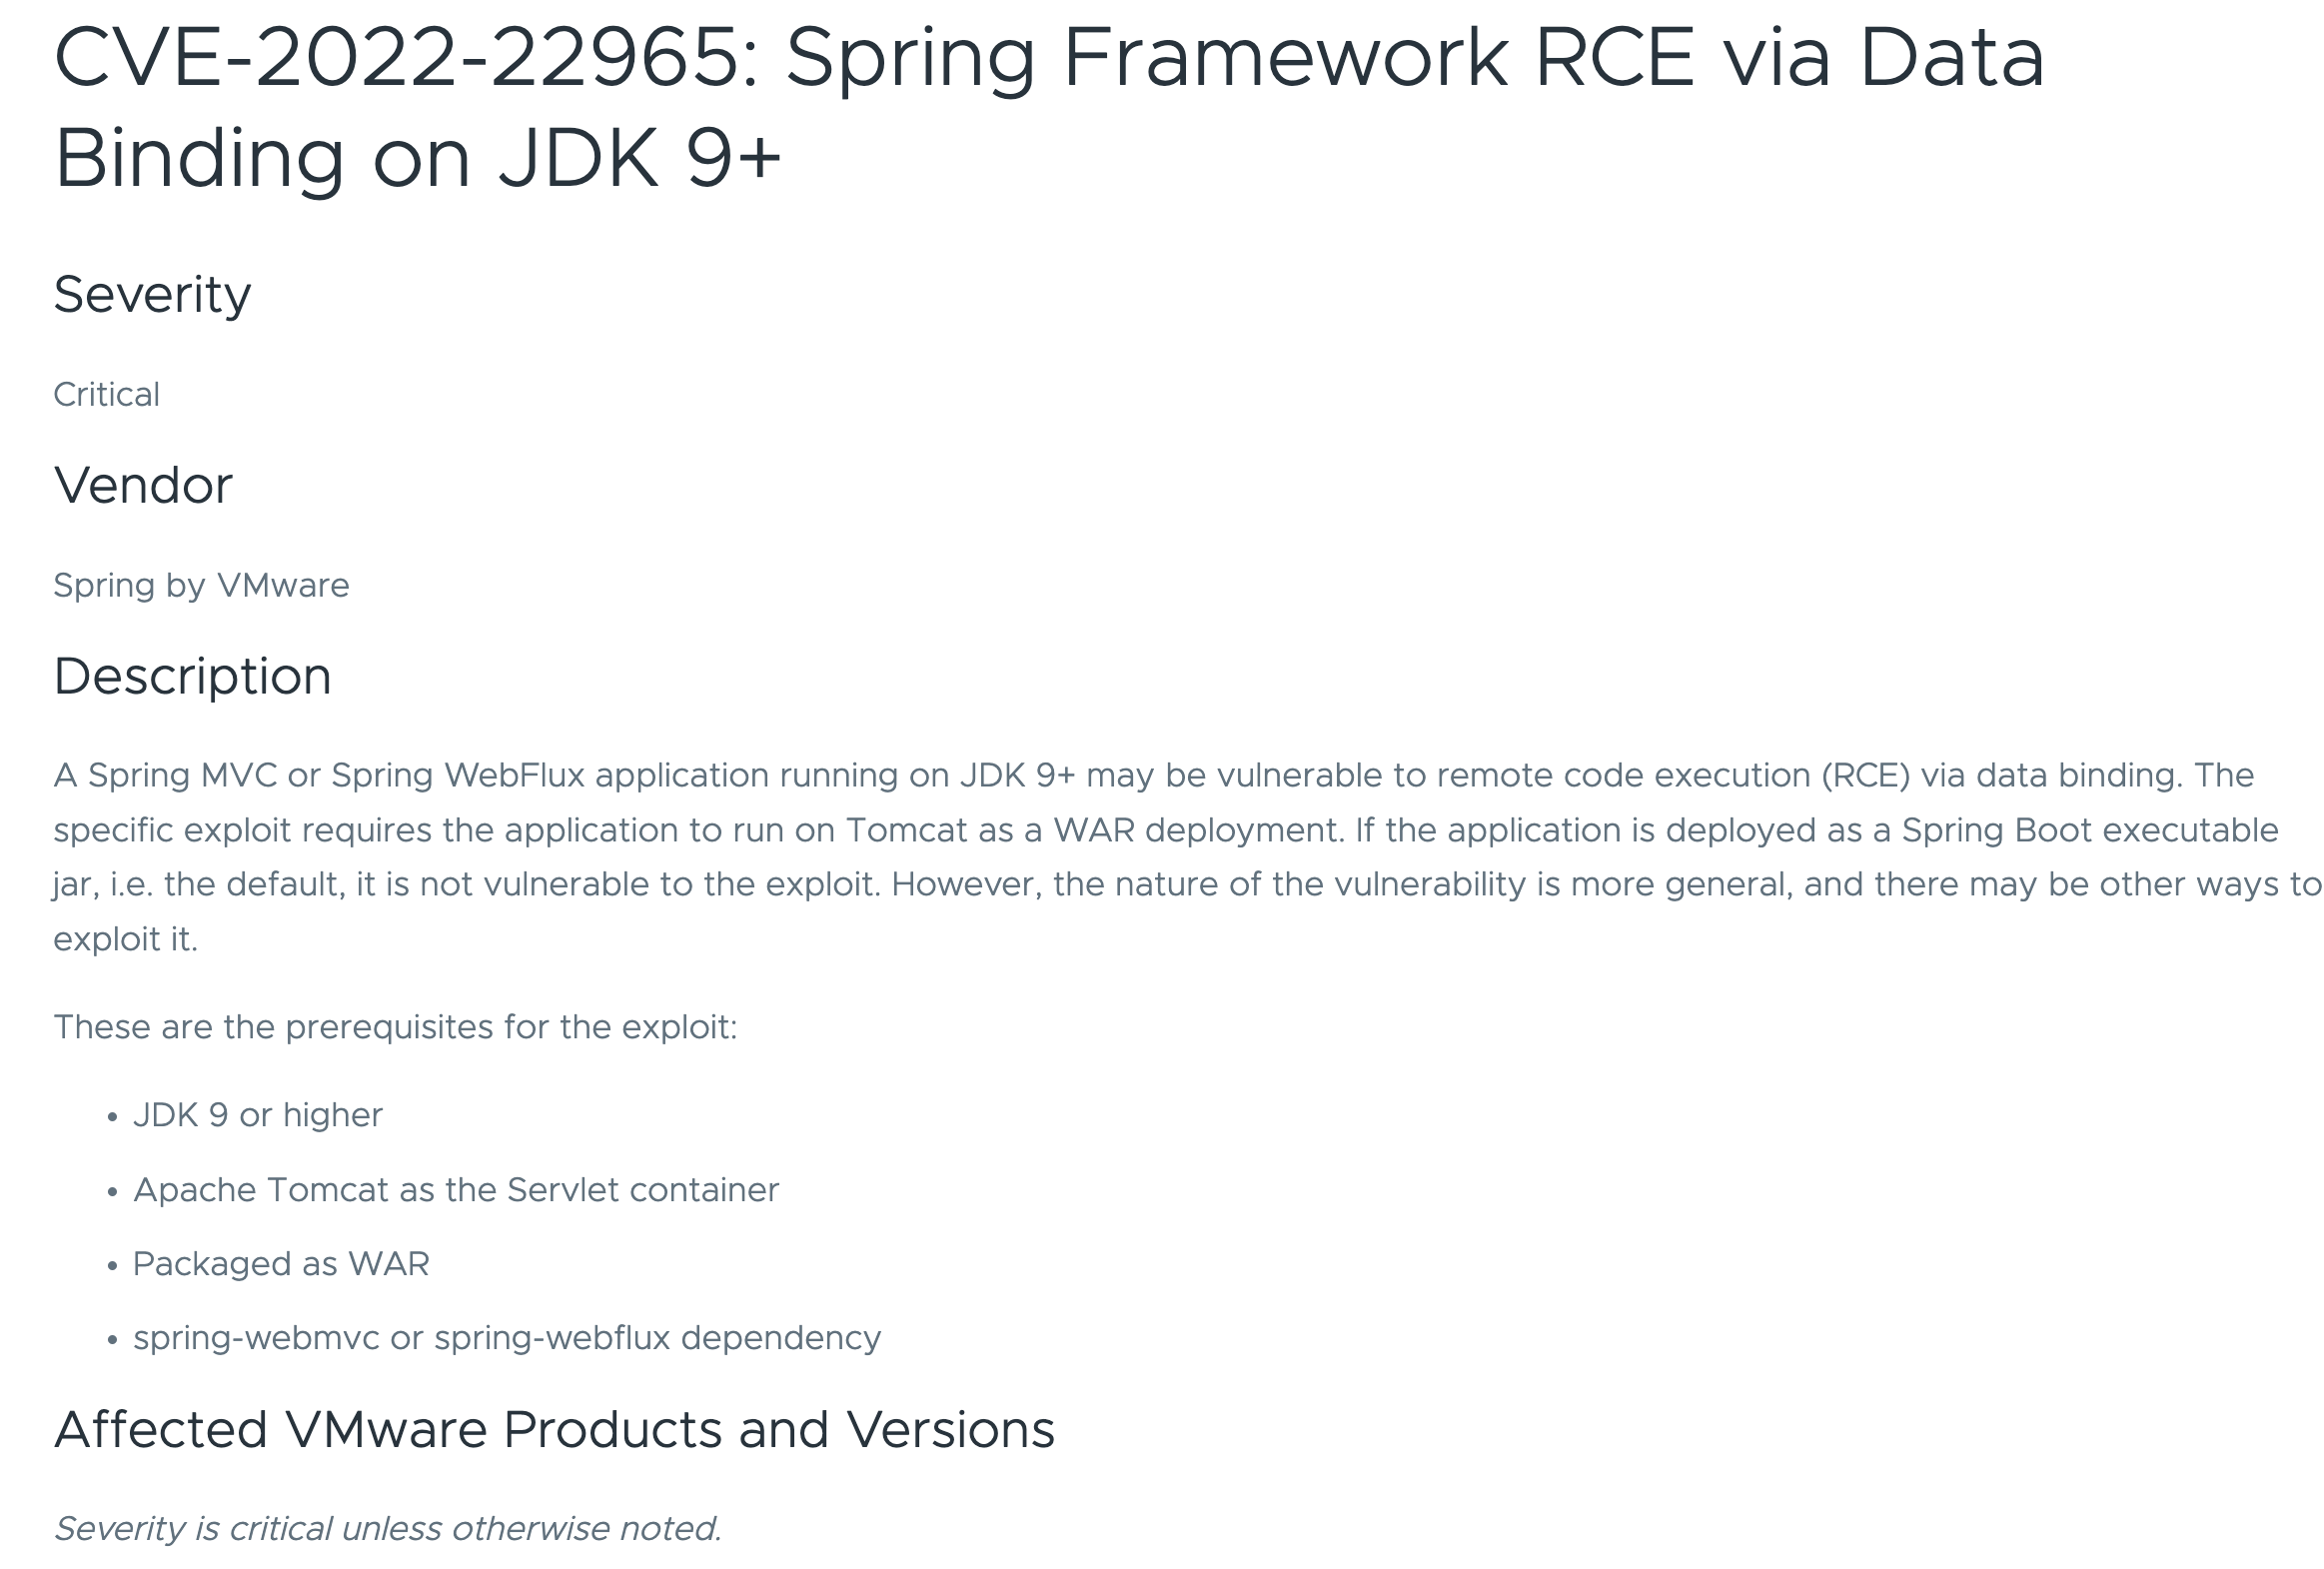 CVE-2022-22965: Spring Framework RCE via Data
Binding on JDK 9+
Severity
Critical
Vendor
Spring by VMware
Description
A Spring MVC or Spring WebFlux application running on JDK 9+ may be vulnerable to remote code execution (RCE) via data binding. The
specific exploit requires the application to run on Tomcat as a WAR deployment. If the application is deployed as a Spring Boot executable
jar, i.e. the default, it is not vulnerable to the exploit. However, the nature of the vulnerability is more general, and there may be other ways to
exploit it.
These are the prerequisites for the exploit:
• JDK 9 or higher
• Apache Tomcat as the Servlet container
• Packaged as WAR
• spring-webmvc or spring-webflux dependency
Affected VMware Products and Versions
Severity is critical unless otherwise noted.